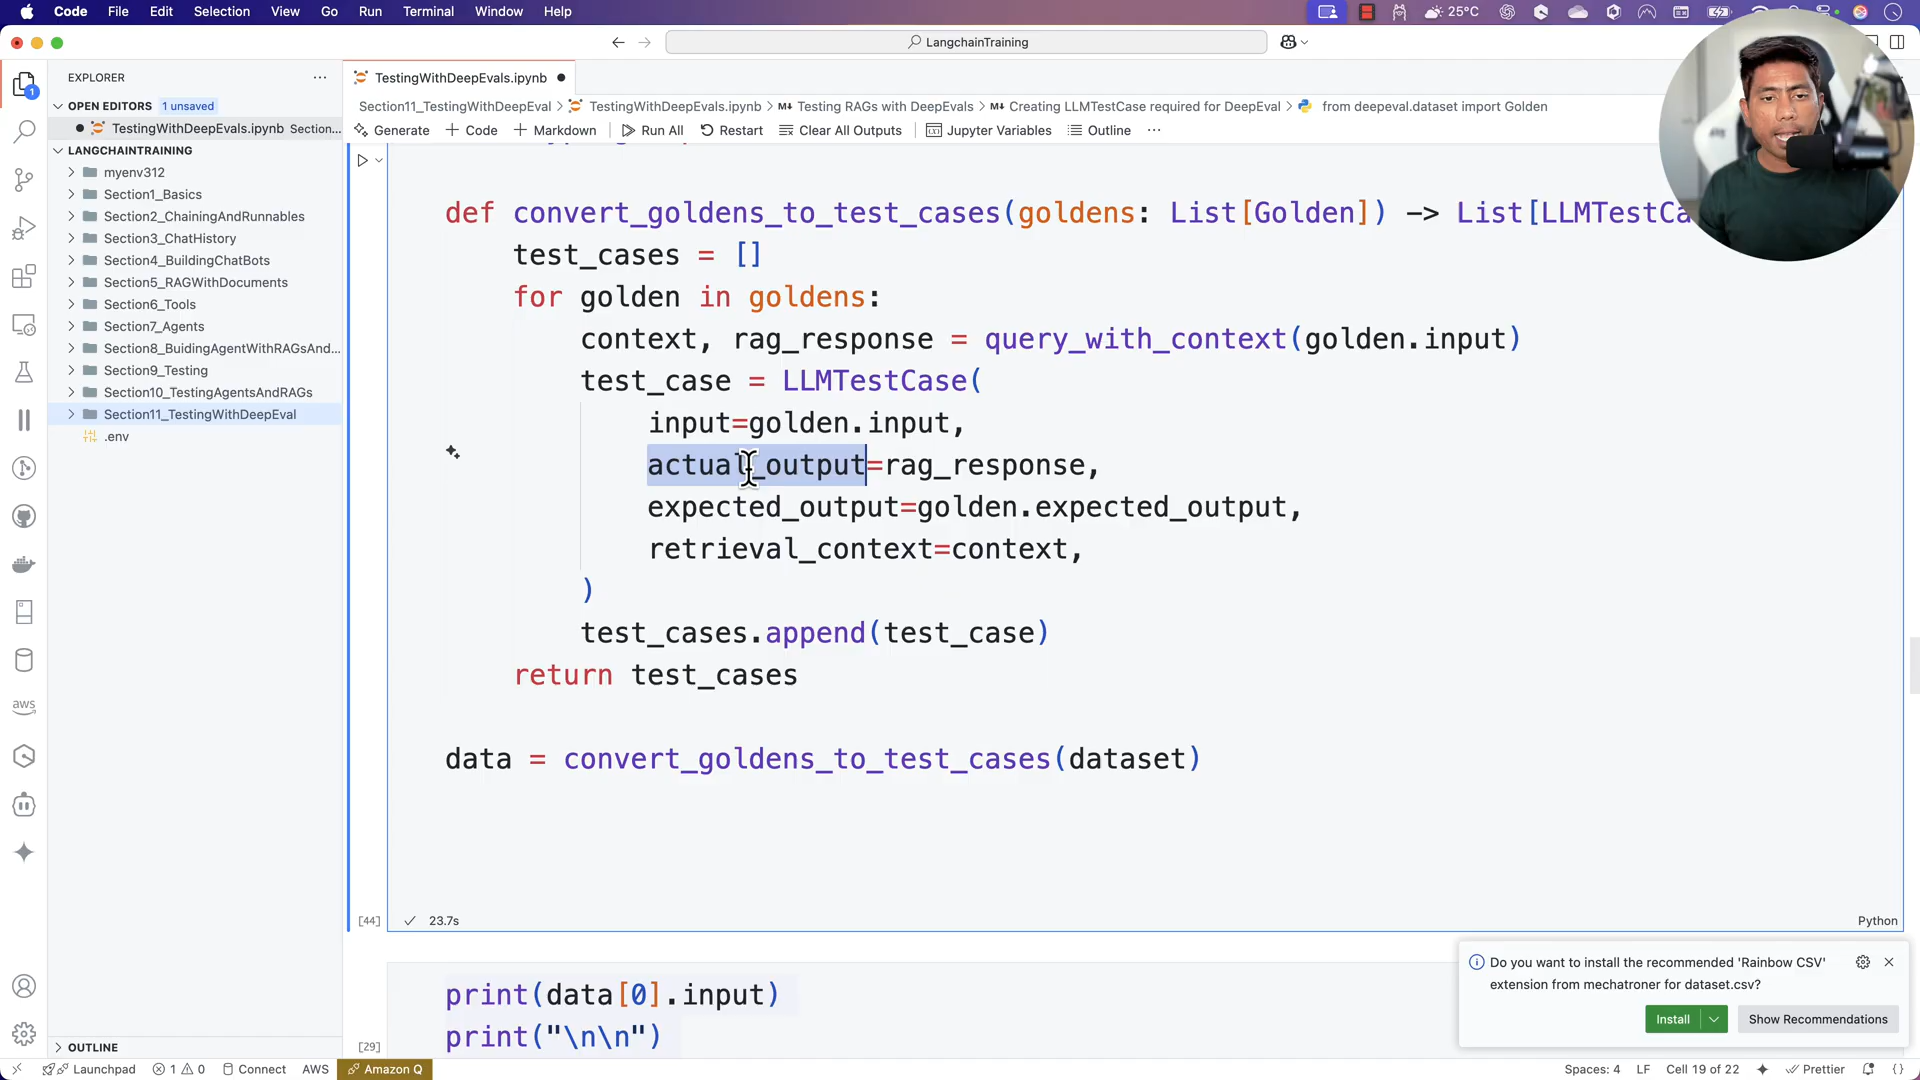 Code File Edit Selection View Go Run Terminal Window Help
25°C
LangchainTraining
EXPLORER
TestingWithDeepEvals.ipynb
OPEN EDITORS 1 unsaved
TestingWithDeepEvals.ipynb Section...
LANGCHAINTRAINING
myenv312
Section1_Basics
Section2_ChainingAndRunnables
Section3_ChatHistory
Section4_BuildingChatBots
Section5_RAGWithDocuments
Section6_Tools
Section7_Agents
Section8_BuidingAgentWithRAGsAnd...
Section9_Testing
Section10_TestingAgentsAndRAGs
Section11_TestingWithDeepEval
.env
OUTLINE
Section11_TestingWithDeepEval > TestingWithDeepEvals.ipynb > Testing RAGs with DeepEvals > Creating LLMTestCase required for DeepEval > from deepeval.dataset import Golden
Generate + Code + Markdown Run All Restart Clear All Outputs Jupyter Variables Outline ...
def convert_goldens_to_test_cases(goldens: List[Golden]) -> List[LLMTestCa
test_cases = []
for golden in goldens:
context, rag_response = query_with_context(golden.input)
test_case = LLMTestCase(
input=golden.input,
actual_output=rag_response,
expected_output=golden.expected_output,
retrieval_context=context,
)
test_cases.append(test_case)
return test_cases
data = convert_goldens_to_test_cases(dataset)
[44] 23.7s Python
print(data[0].input)
print("\n\n")
[29]
Do you want to install the recommended 'Rainbow CSV'
extension from mechatroner for dataset.csv?
Install Show Recommendations
Launchpad 1 0 Connect AWS Amazon Q Spaces: 4 LF Cell 19 of 22 Prettier
1
aws